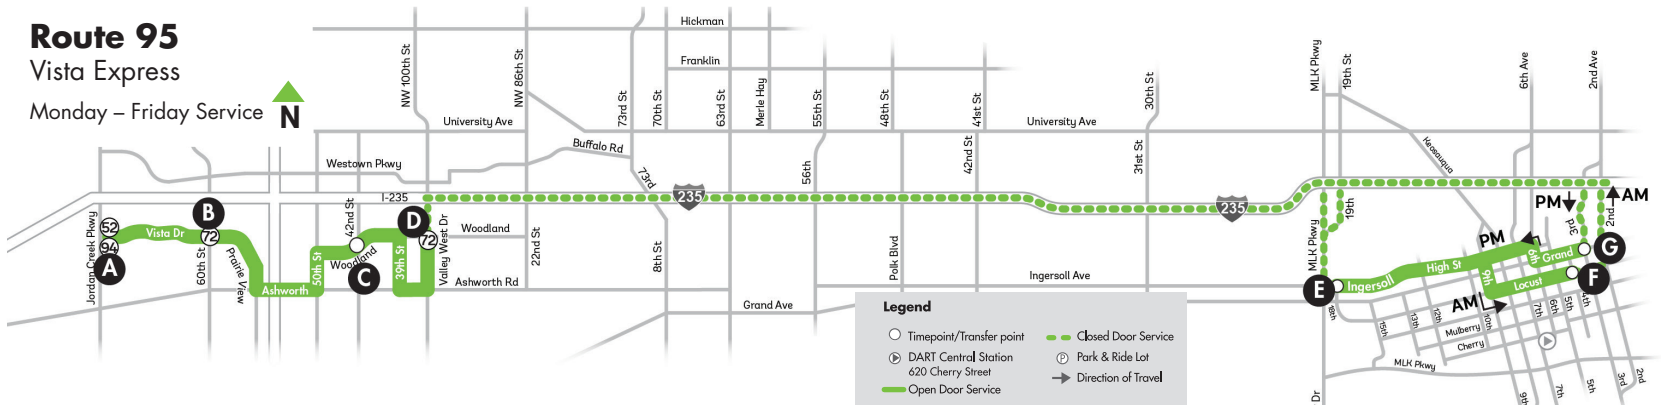 Route 95
Vista Express
Monday – Friday Service
N
Hickman
Franklin
University Ave
University Ave
NW 100th St
NW 86th St
73rd St
70th St
63rd St
Merle Hay
55th St
48th St
41st St
30th St
MLK Pkwy
19th St
6th Ave
2nd Ave
Buffalo Rd
Westown Pkwy
Keosauqua
73rd
56th
42nd St
31st St
I-235
235
235
PM
AM
3rd
2nd
Jordan Creek Pkwy
52
94
A
Vista Dr
B
72
60th St
Prairie View
Ashworth
50th St
42nd St
Woodland
C
39th St
D
72
Valley West Dr
Woodland
Ashworth Rd
22nd St
8th St
Polk Blvd
Grand Ave
Ingersoll Ave
MLK Pkwy
19th
E
Ingersoll
High St
PM
9th
6th
Grand
G
Locust
F
AM
18th
15th
13th
12th
10th
7th
6th
5th
4th
Mulberry
Cherry
MLK Pkwy
Dr
9th
7th
5th
3rd
2nd
Legend
Timepoint/Transfer point
DART Central Station
620 Cherry Street
Open Door Service
Closed Door Service
P
Park & Ride Lot
Direction of Travel